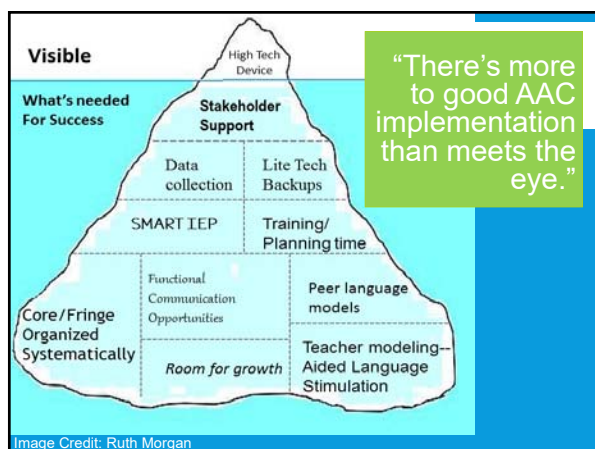 Visible
High Tech
Device
What's needed
For Success
Stakeholder
Support
Data
collection
Lite Tech
Backups
SMART IEP
Training/
Planning time
Core/Fringe
Organized
Systematically
Functional
Communication
Opportunities
Peer language
models
Room for growth
Teacher modeling--
Aided Language
Stimulation
“There’s more
to good AAC
implementation
than meets the
eye.”
Image Credit: Ruth Morgan